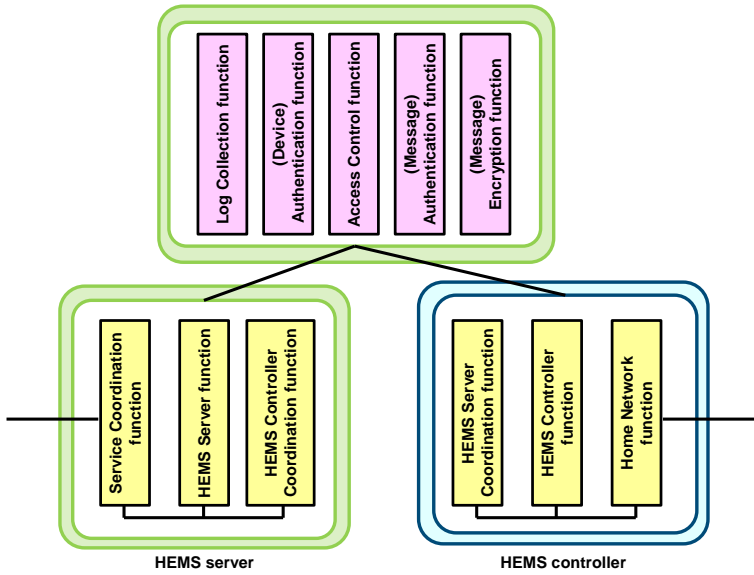 Log Collection function
(Device)
Authentication function
Access Control function
(Message)
Authentication function
(Message)
Encryption function
Service Coordination
function
HEMS Server function
HEMS Controller
Coordination function
HEMS Server
Coordination function
HEMS Controller
function
Home Network
function
HEMS server
HEMS controller